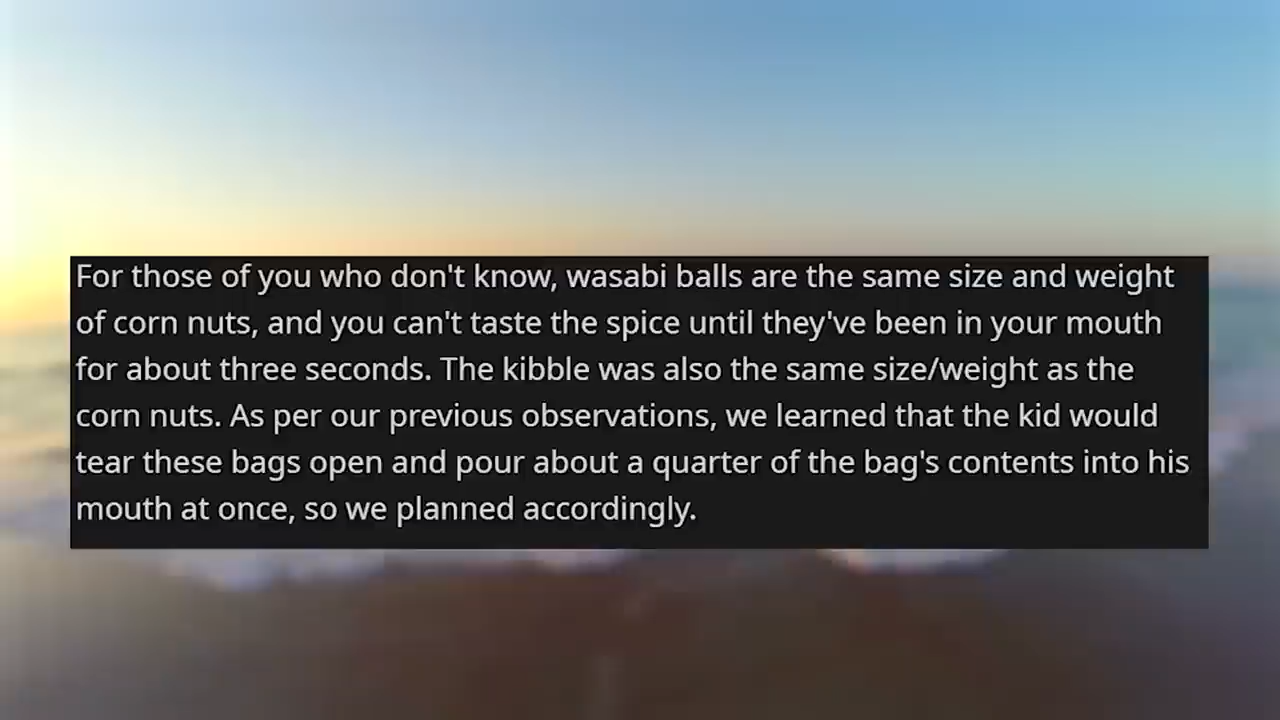 For those of you who don't know, wasabi balls are the same size and weight
of corn nuts, and you can't taste the spice until they've been in your mouth
for about three seconds. The kibble was also the same size/weight as the
corn nuts. As per our previous observations, we learned that the kid would
tear these bags open and pour about a quarter of the bag's contents into his
mouth at once, so we planned accordingly.